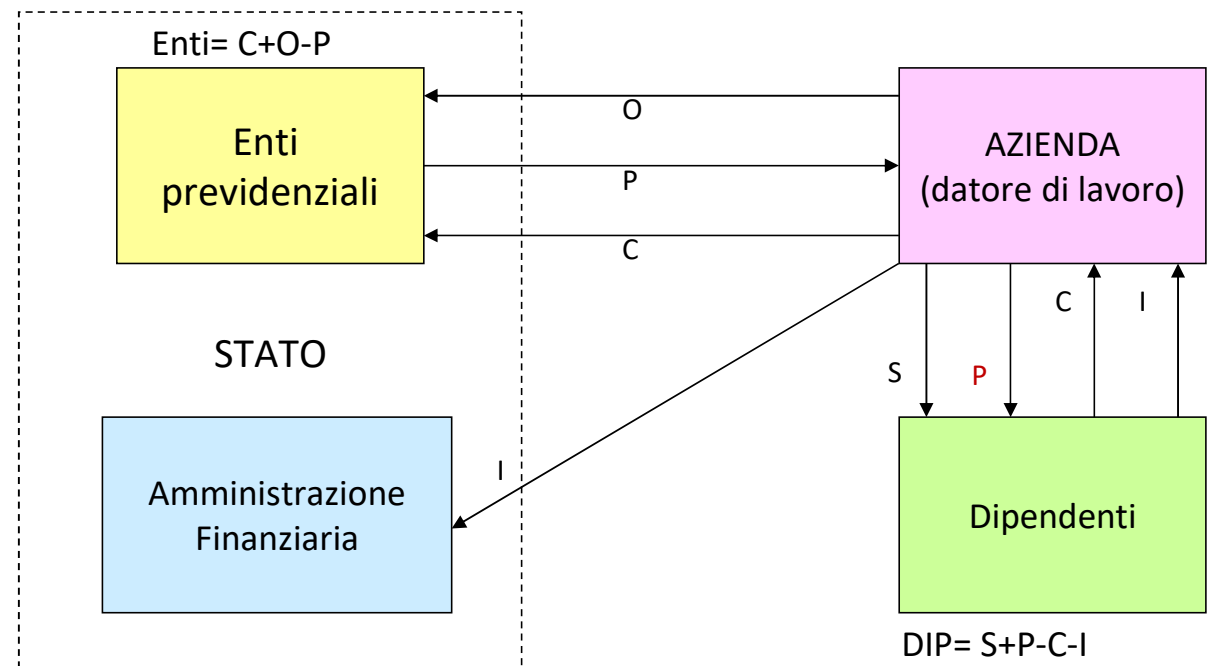 Enti= C+O-P
Enti
previdenziali
O
P
C
AZIENDA
(datore di lavoro)
STATO
S
P
C
I
I
Amministrazione
Finanziaria
Dipendenti
DIP= S+P-C-I